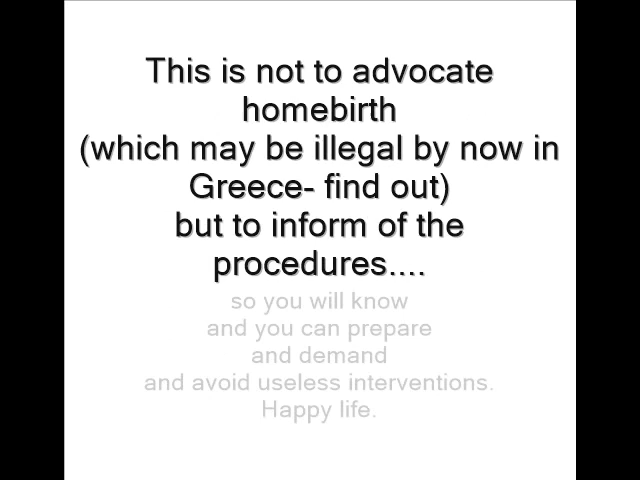 This is not to advocate
homebirth
(which may be illegal by now in
Greece- find out)
but to inform of the
procedures....
so you will know
and you can prepare
and demand
and avoid useless interventions.
Happy life.